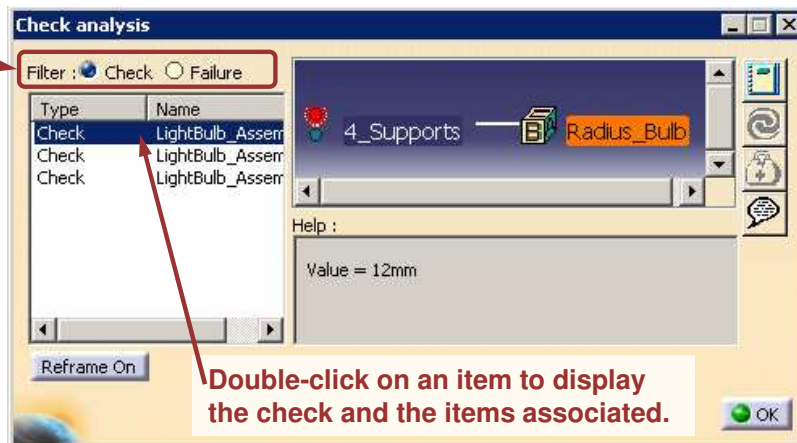 Check analysis
Filter : Check Failure
Type Name
Check LightBulb_Assem
Check LightBulb_Assem
Check LightBulb_Assem
4_Supports B Radius_Bulb
Help :
Value = 12mm
Reframe On
Double-click on an item to display
the check and the items associated.
OK